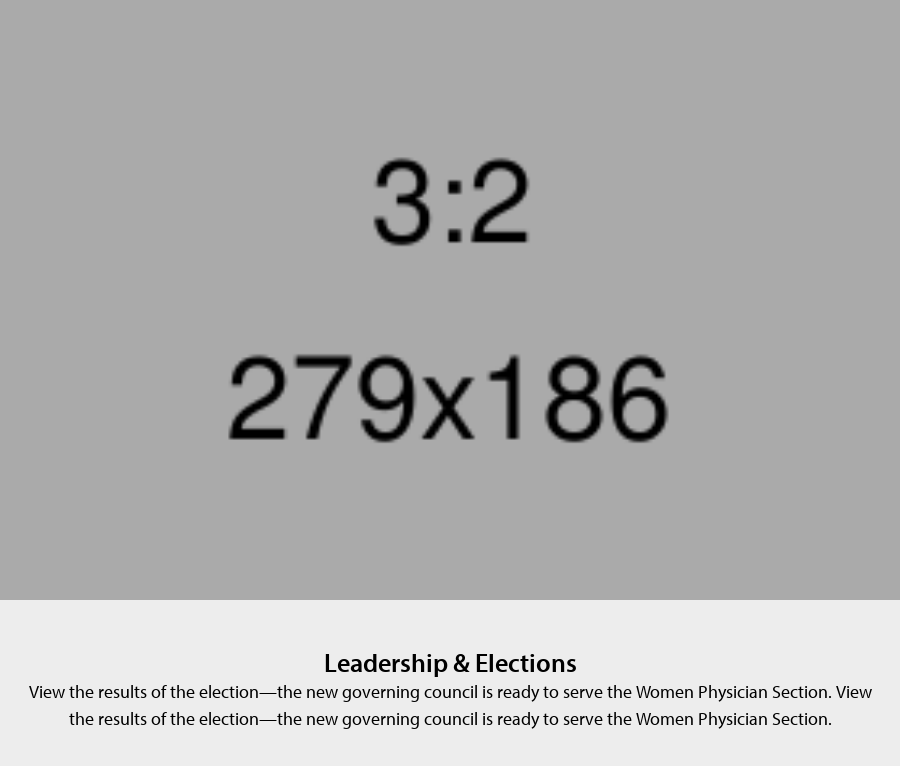 3:2
279x186
Leadership & Elections
View the results of the election—the new governing council is ready to serve the Women Physician Section. View
the results of the election—the new governing council is ready to serve the Women Physician Section.